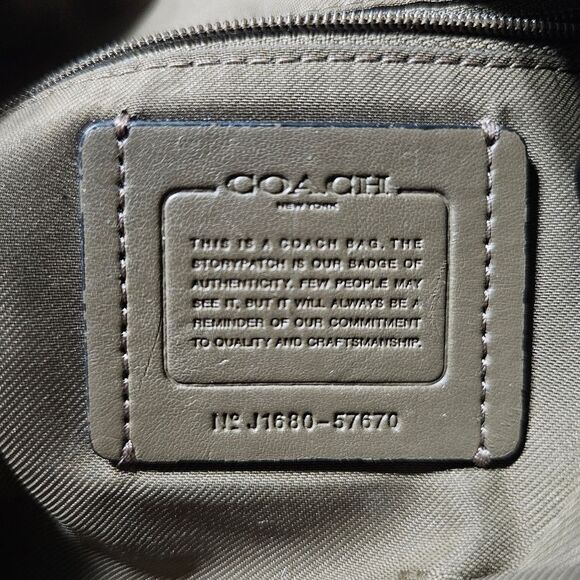 COACH
NEW YORK
THIS IS A COACH BAG. THE
STORYPATCH IS OUR BADGE OF
AUTHENTICITY. FEW PEOPLE MAY
SEE IT, BUT IT WILL ALWAYS BE A
REMINDER OF OUR COMMITMENT
TO QUALITY AND CRAFTSMANSHIP.
Nº J1680-57670